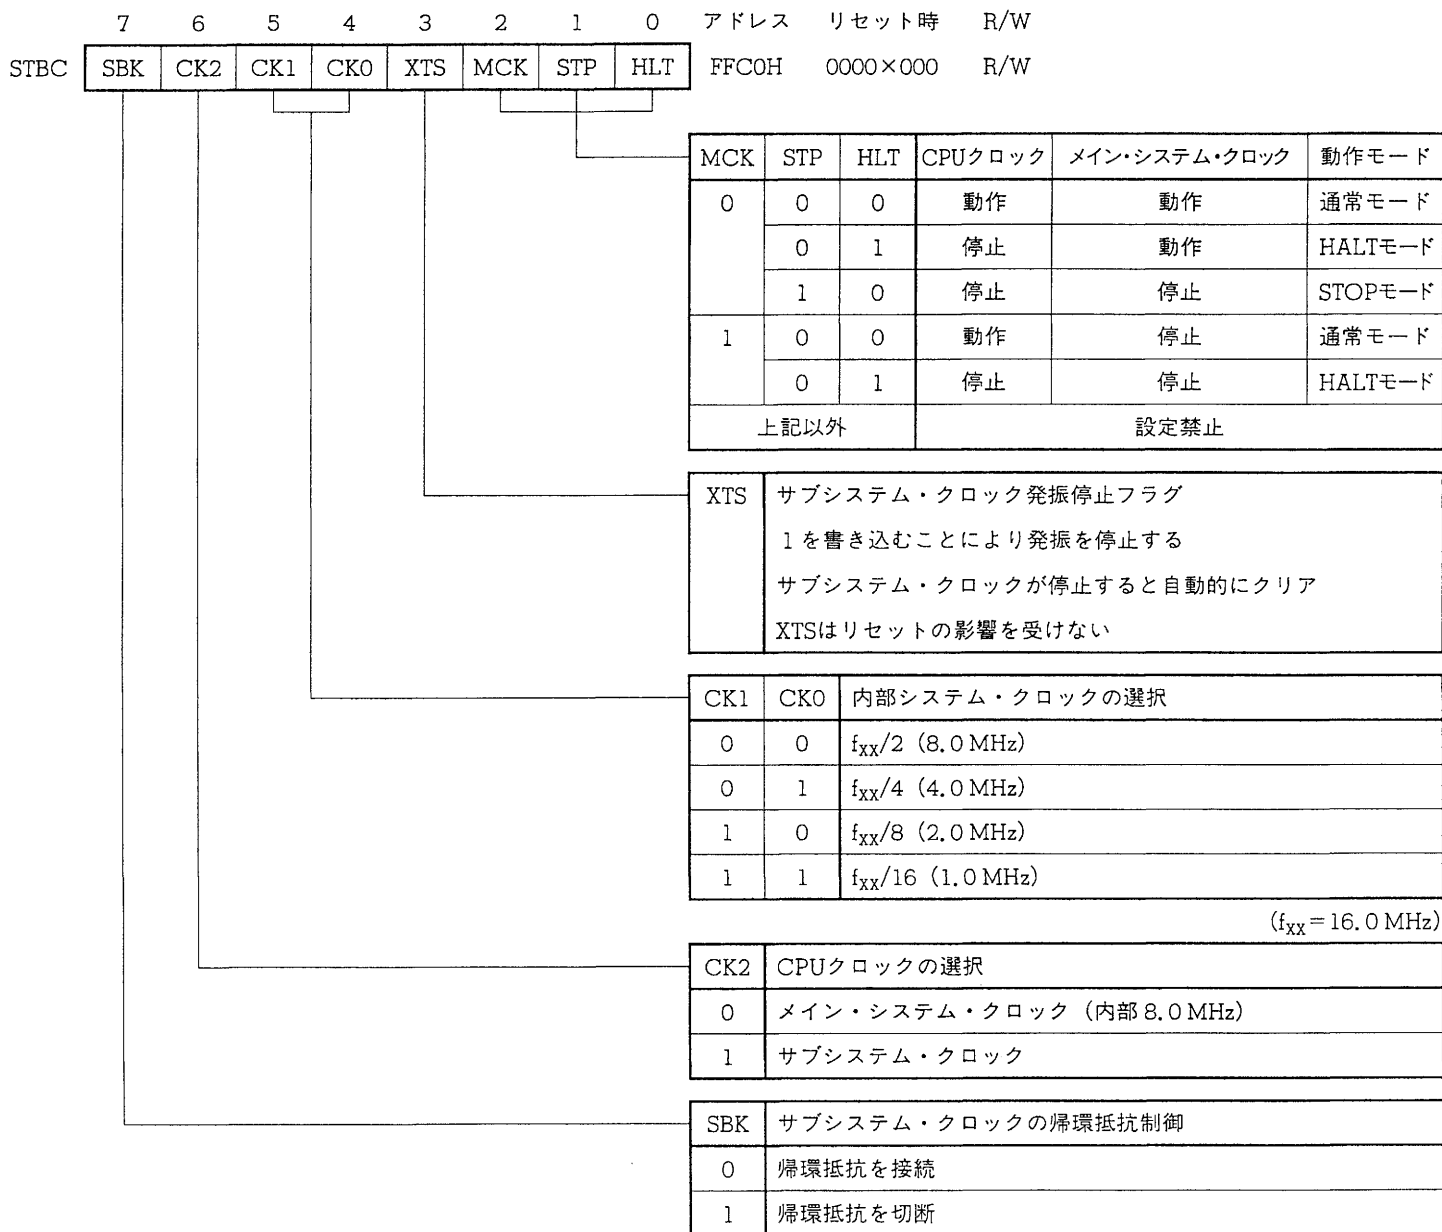 7 6 5 4 3 2 1 0 アドレス リセット時 R/W
STBC SBK CK2 CK1 CK0 XTS MCK STP HLT FFC0H 0000×000 R/W
MCK STP HLT CPUクロック メイン・システム・クロック 動作モード
0 0 0 動作 動作 通常モード
0 1 停止 動作 HALTモード
1 0 停止 停止 STOPモード
1 0 0 動作 停止 通常モード
0 1 停止 停止 HALTモード
上記以外 設定禁止
XTS サブシステム・クロック発振停止フラグ
1を書き込むことにより発振を停止する
サブシステム・クロックが停止すると自動的にクリア
XTSはリセットの影響を受けない
CK1 CK0 内部システム・クロックの選択
0 0 fXX/2 (8.0 MHz)
0 1 fXX/4 (4.0 MHz)
1 0 fXX/8 (2.0 MHz)
1 1 fXX/16 (1.0 MHz)
(fXX=16.0 MHz)
CK2 CPUクロックの選択
0 メイン・システム・クロック (内部 8.0 MHz)
1 サブシステム・クロック
SBK サブシステム・クロックの帰環抵抗制御
0 帰環抵抗を接続
1 帰環抵抗を切断